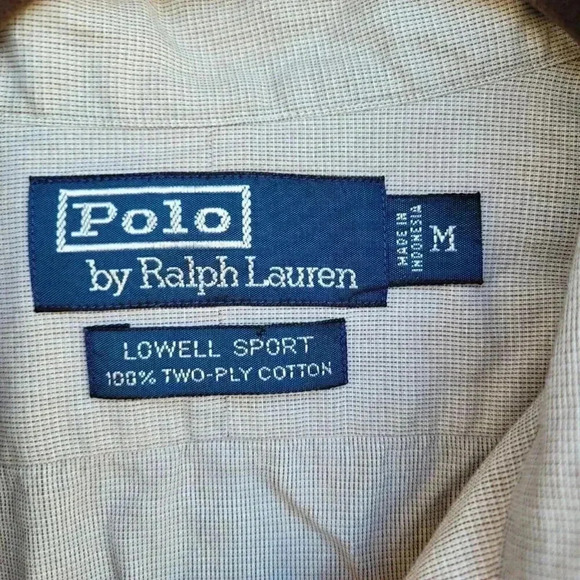 Polo
by Ralph Lauren
MADE IN
INDONESIA
M
LOWELL SPORT
100% TWO-PLY COTTON